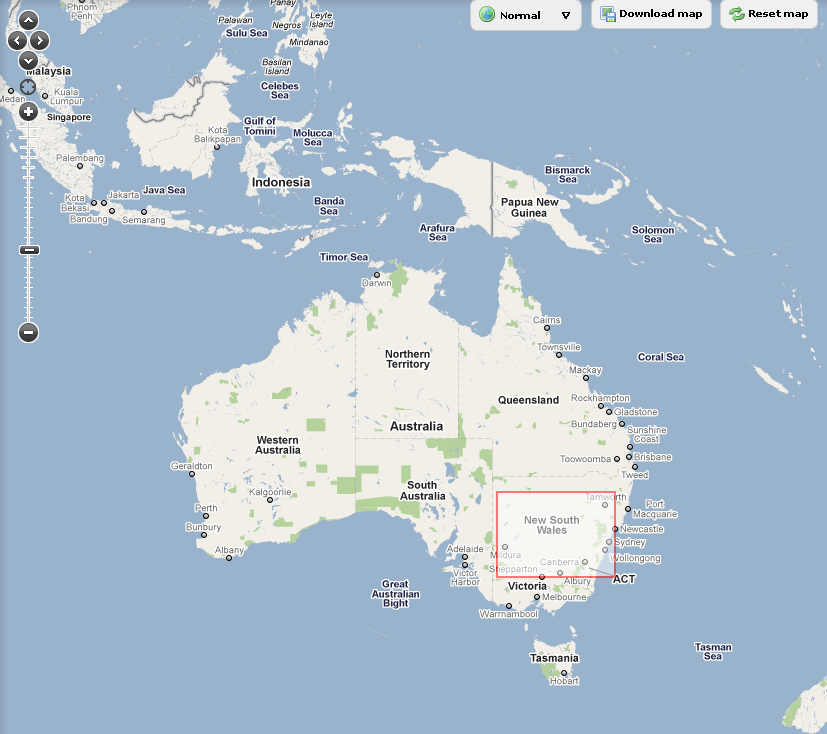 Phnom
Penh
Palawan
Panay
Leyte
Island
Negros
Island
Sulu Sea
Mindanao
Normal
Download map
Reset map
Malaysia
Basilan
Island
Medan
Kuala
Lumpur
Celebes
Sea
Singapore
Gulf of
Tomini
Molucca
Sea
Kota
Balikpapan
Palembang
Indonesia
Bismarck
Sea
Java Sea
Kota
Bekasi
Jakarta
Bandung
Semarang
Banda
Sea
Papua New
Guinea
Arafura
Sea
Solomon
Sea
Timor Sea
Darwin
Cairns
Townsville
Coral Sea
Northern
Territory
Mackay
Queensland
Rockhampton
Gladstone
Bundaberg
Australia
Sunshine
Coast
Western
Australia
Toowoomba
Brisbane
Tweed
Geraldton
Kalgoorlie
South
Australia
Tamworth
Port
Macquarie
Perth
Bunbury
New South
Wales
Newcastle
Sydney
Albany
Adelaide
Mildura
Wollongong
Canberra
Victor
Harbor
Shepparton
Albury
ACT
Great
Australian
Bight
Victoria
Melbourne
Warrnambool
Tasman
Sea
Tasmania
Hobart